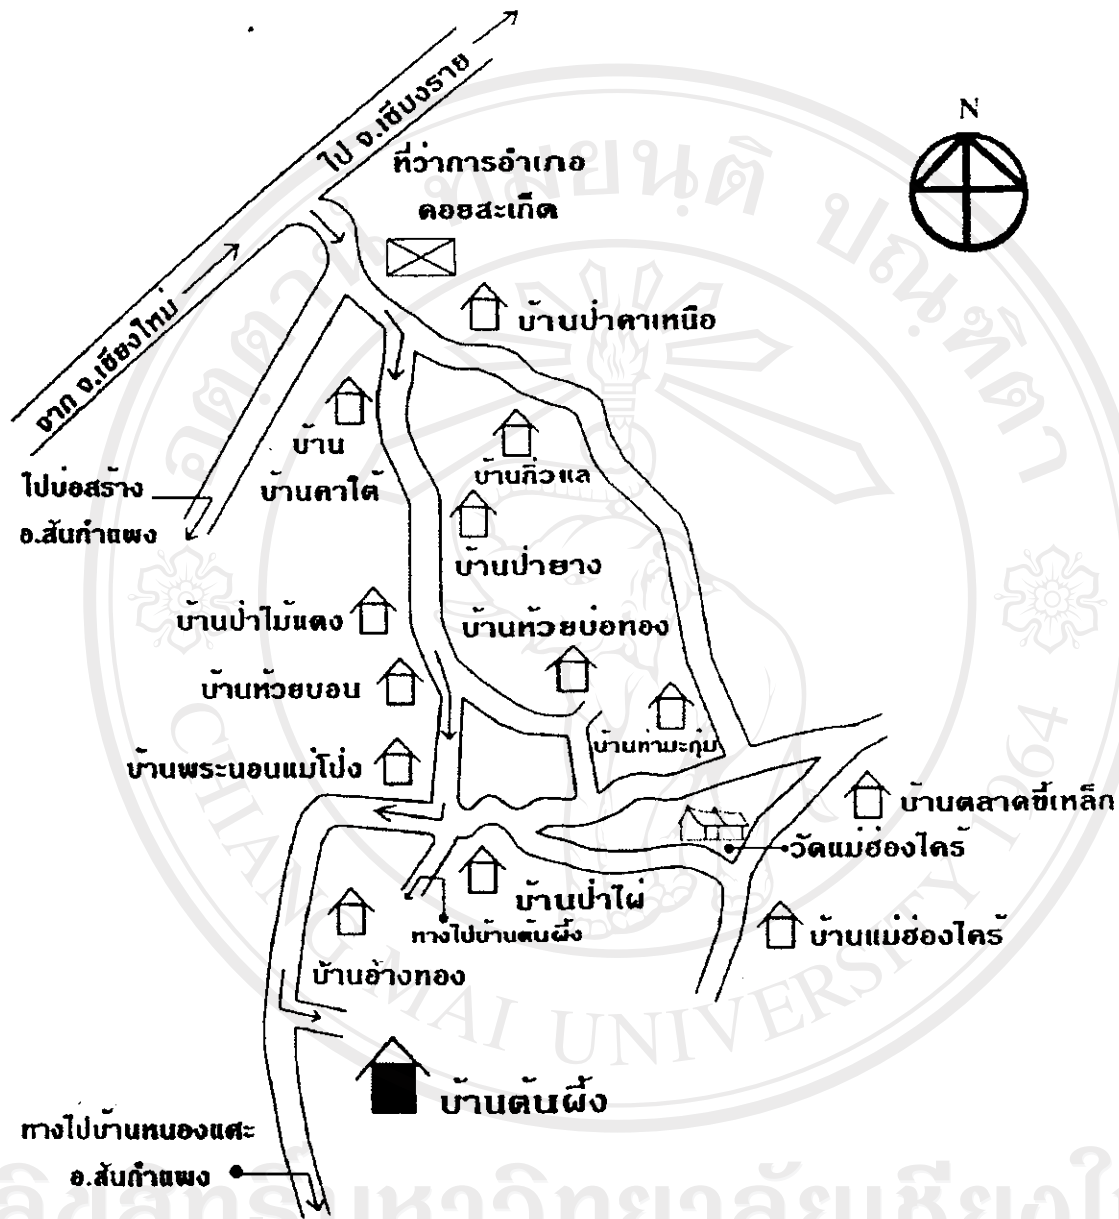 ไป จ.เชียงราย
N
ที่ว่าการอำเภอ
ดอยสะเก็ด
จาก จ.เชียงใหม่
บ้านป่าคาเหนือ
บ้าน
บ้านคาใต้
บ้านกิ่วแล
ไปบ่อสร้าง
อ.สันกำแพง
บ้านป่ายาง
บ้านป่าไม้แดง
บ้านห้วยบ่อทอง
บ้านห้วยบอน
บ้านท่ามะกุ่ม
บ้านพระนอนแม่โป่ง
บ้านตลาดขี้เหล็ก
วัดแม่ฮ่องไคร้
บ้านป่าไผ่
ทางไปบ้านต้นผึ้ง
บ้านแม่ฮ่องไคร้
บ้านอ่างทอง
บ้านต้นผึ้ง
ทางไปบ้านหนองแสะ
อ.สันกำแพง
CHIANG MAI UNIVERSITY 1964